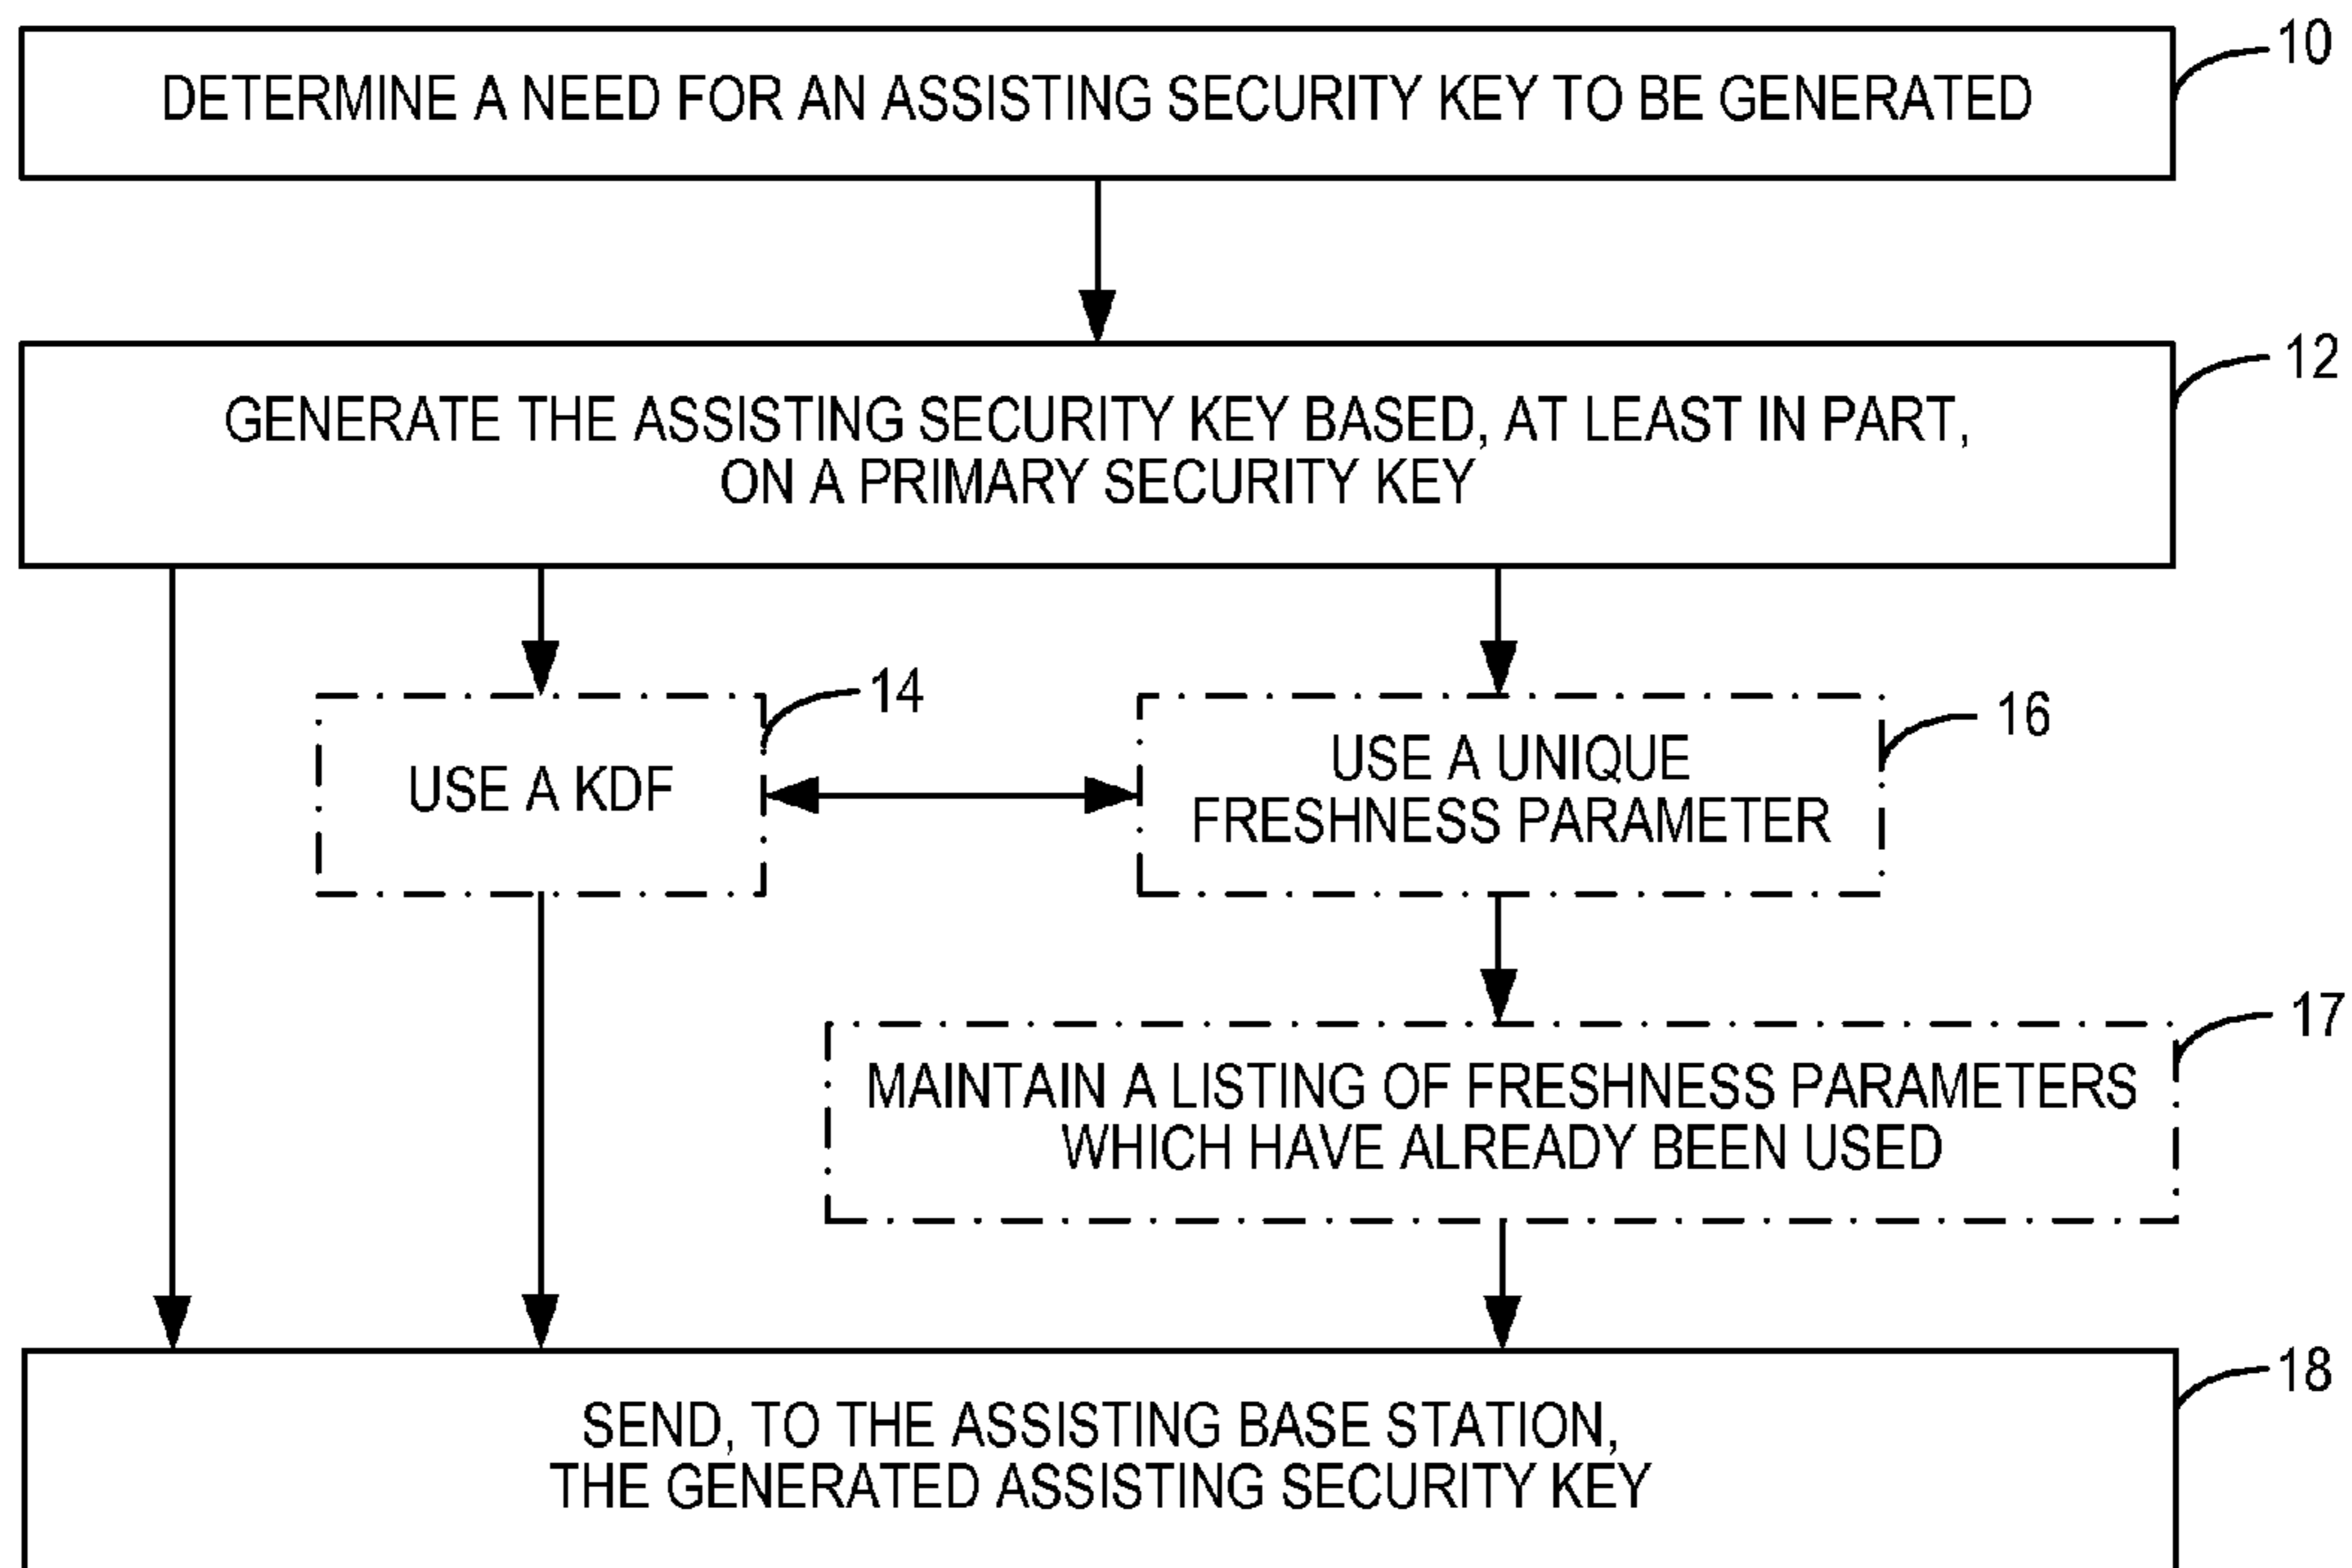 10
DETERMINE A NEED FOR AN ASSISTING SECURITY KEY TO BE GENERATED
12
GENERATE THE ASSISTING SECURITY KEY BASED, AT LEAST IN PART,
ON A PRIMARY SECURITY KEY
14
USE A KDF
16
USE A UNIQUE
FRESHNESS PARAMETER
17
MAINTAIN A LISTING OF FRESHNESS PARAMETERS
WHICH HAVE ALREADY BEEN USED
18
SEND, TO THE ASSISTING BASE STATION,
THE GENERATED ASSISTING SECURITY KEY